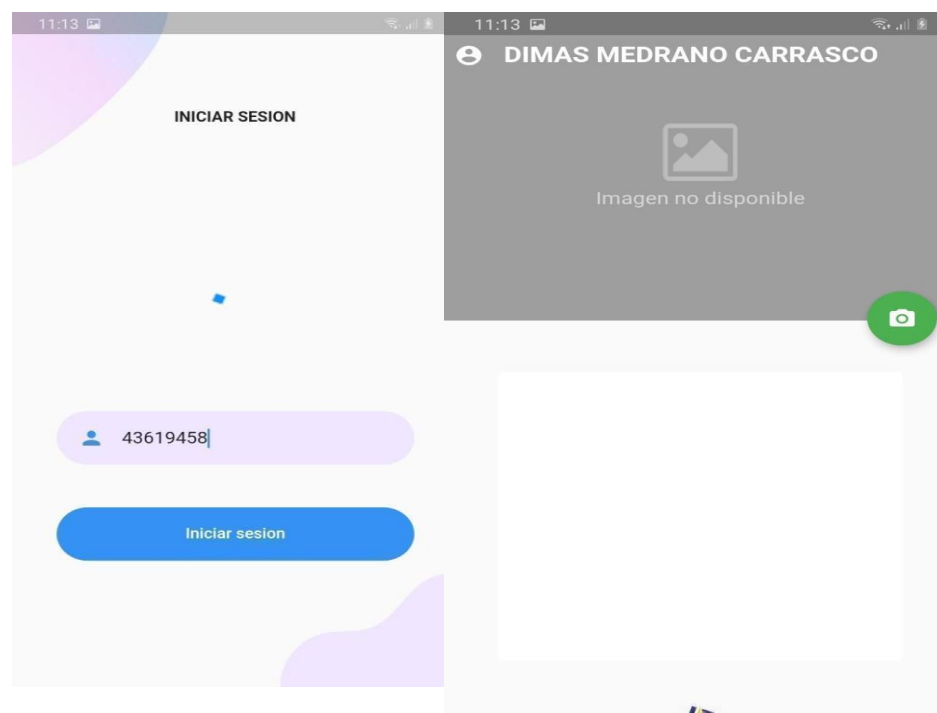 11:13
INICIAR SESION
43619458
Iniciar sesion
11:13
DIMAS MEDRANO CARRASCO
Imagen no disponible